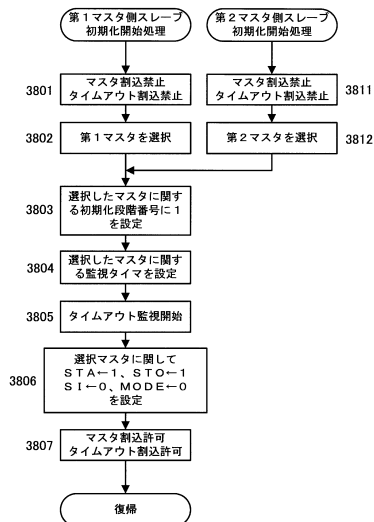 第１マスタ側スレーブ
初期化開始処理
第２マスタ側スレーブ
初期化開始処理
3801
マスタ割込禁止
タイムアウト割込禁止
マスタ割込禁止
タイムアウト割込禁止
3811
3802
第１マスタを選択
第２マスタを選択
3812
3803
選択したマスタに関す
る初期化段階番号に１
を設定
3804
選択したマスタに関す
る監視タイマを設定
3805
タイムアウト監視開始
3806
選択マスタに関して
ＳＴＡ←１、ＳＴＯ←１
ＳＩ←０、ＭＯＤＥ←０
を設定
3807
マスタ割込許可
タイムアウト割込許可
復帰